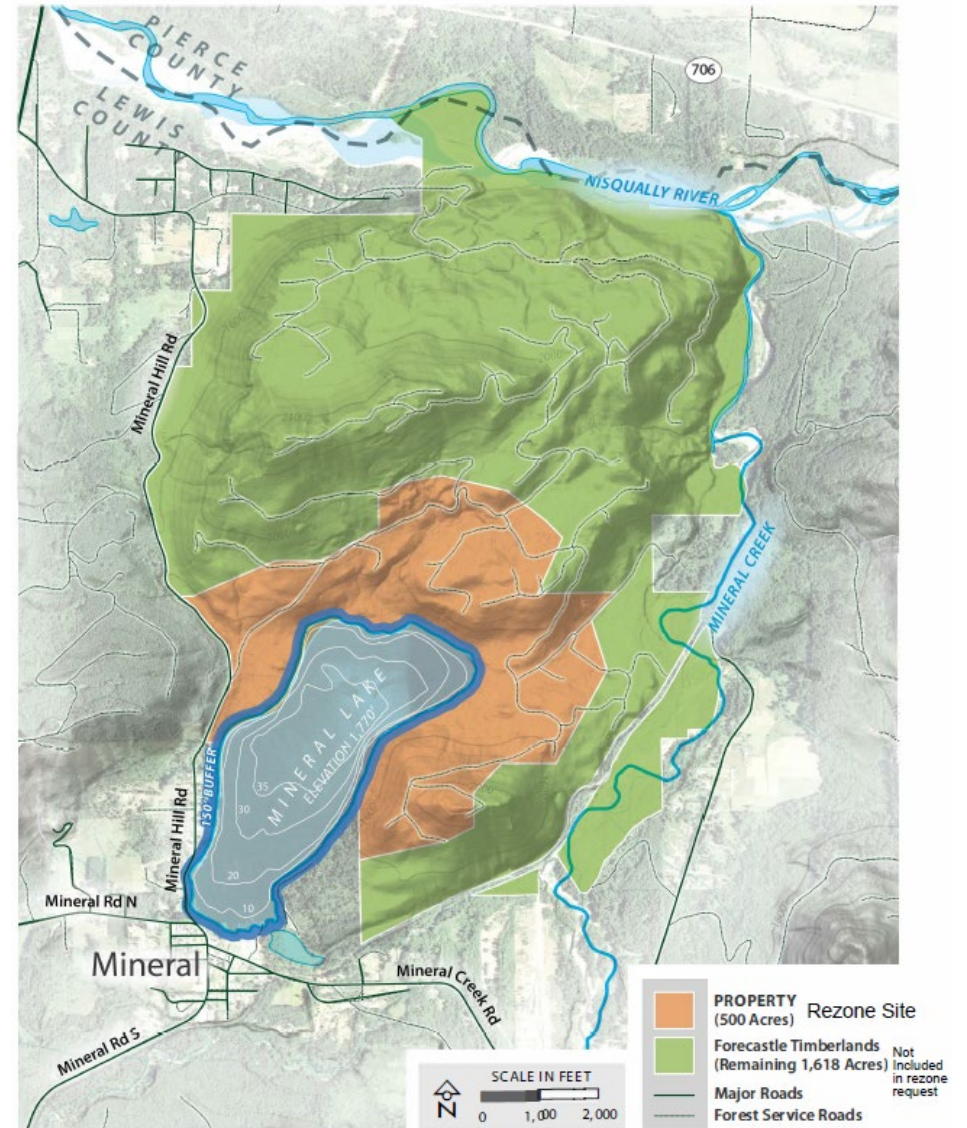 PIERCE
COUNTY
LEWIS
COUNTY
706
NISQUALLY RIVER
Mineral Hill Rd
MINERAL CREEK
MINERAL LAKE
ELEVATION 1,770'
35
30
20
10
150' BUFFER
Mineral Hill Rd
Mineral Rd N
Mineral
Mineral Creek Rd
Mineral Rd S
N
SCALE IN FEET
0 1,000 2,000
PROPERTY
(500 Acres) Rezone Site
Forecastle Timberlands
(Remaining 1,618 Acres)
Not
Included
in rezone
request
Major Roads
Forest Service Roads